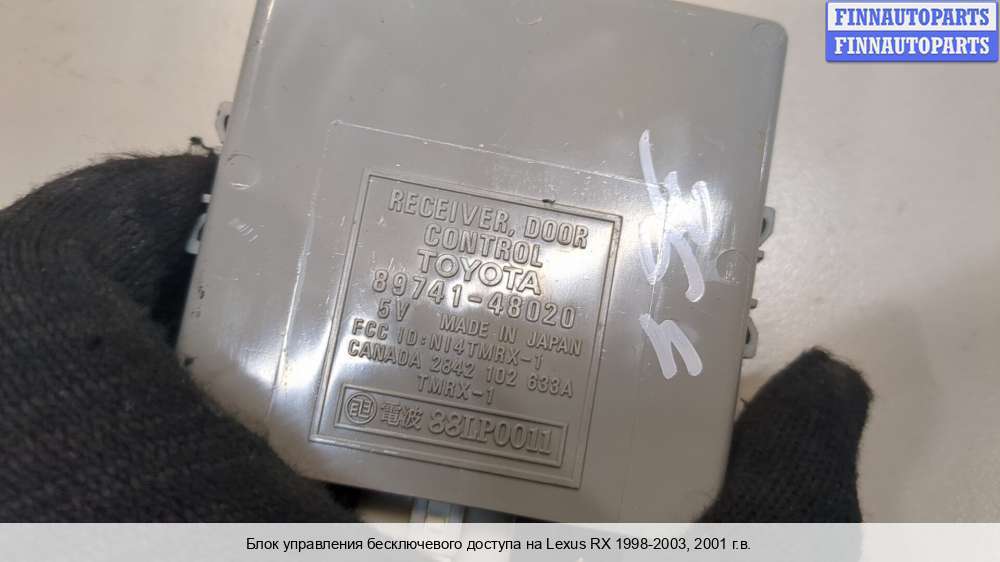 FINNAUTOPARTS
FINNAUTOPARTS
RECEIVER, DOOR
CONTROL
TOYOTA
89741-48020
5V MADE IN JAPAN
FCC ID: NI4TMRX-1
CANADA 2842 102 633A
TMRX-1
電波 88LP0011
Блок управления бесключевого доступа на Lexus RX 1998-2003, 2001 г.в.